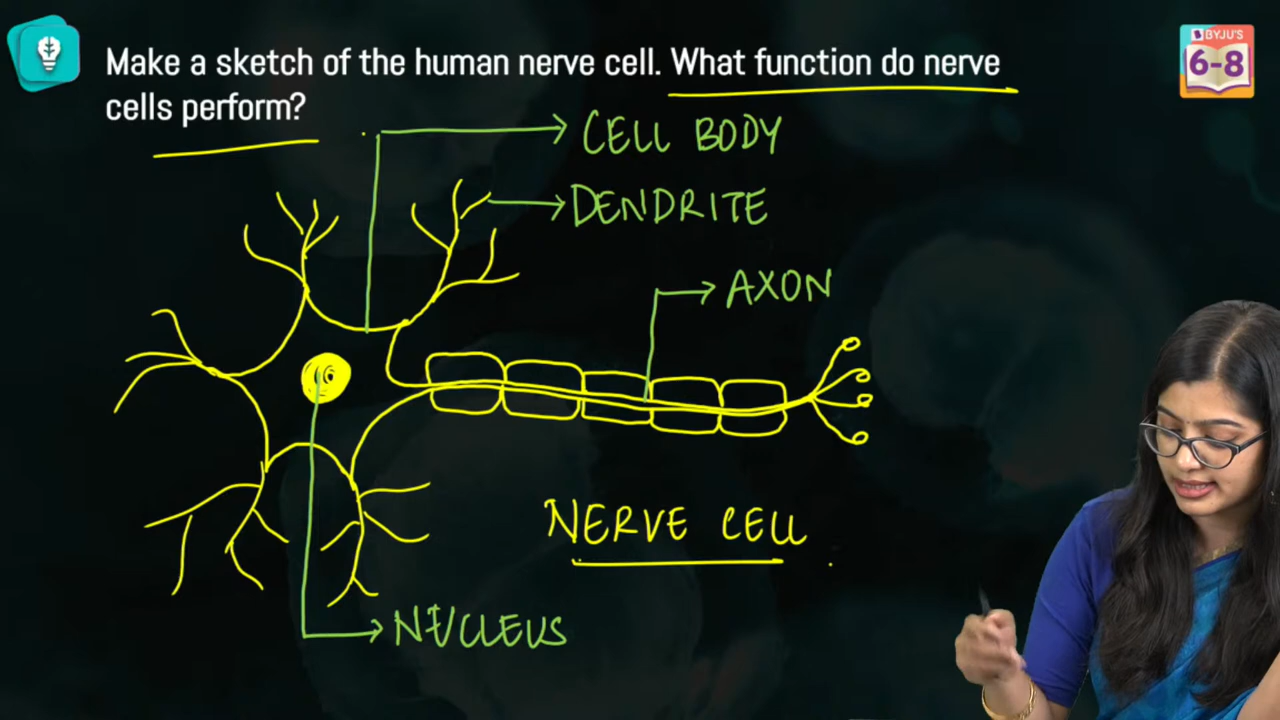 Make a sketch of the human nerve cell. What function do nerve
cells perform?
BYJU'S
6-8
CELL BODY
DENDRITE
AXON
NERVE CELL
NUCLEUS